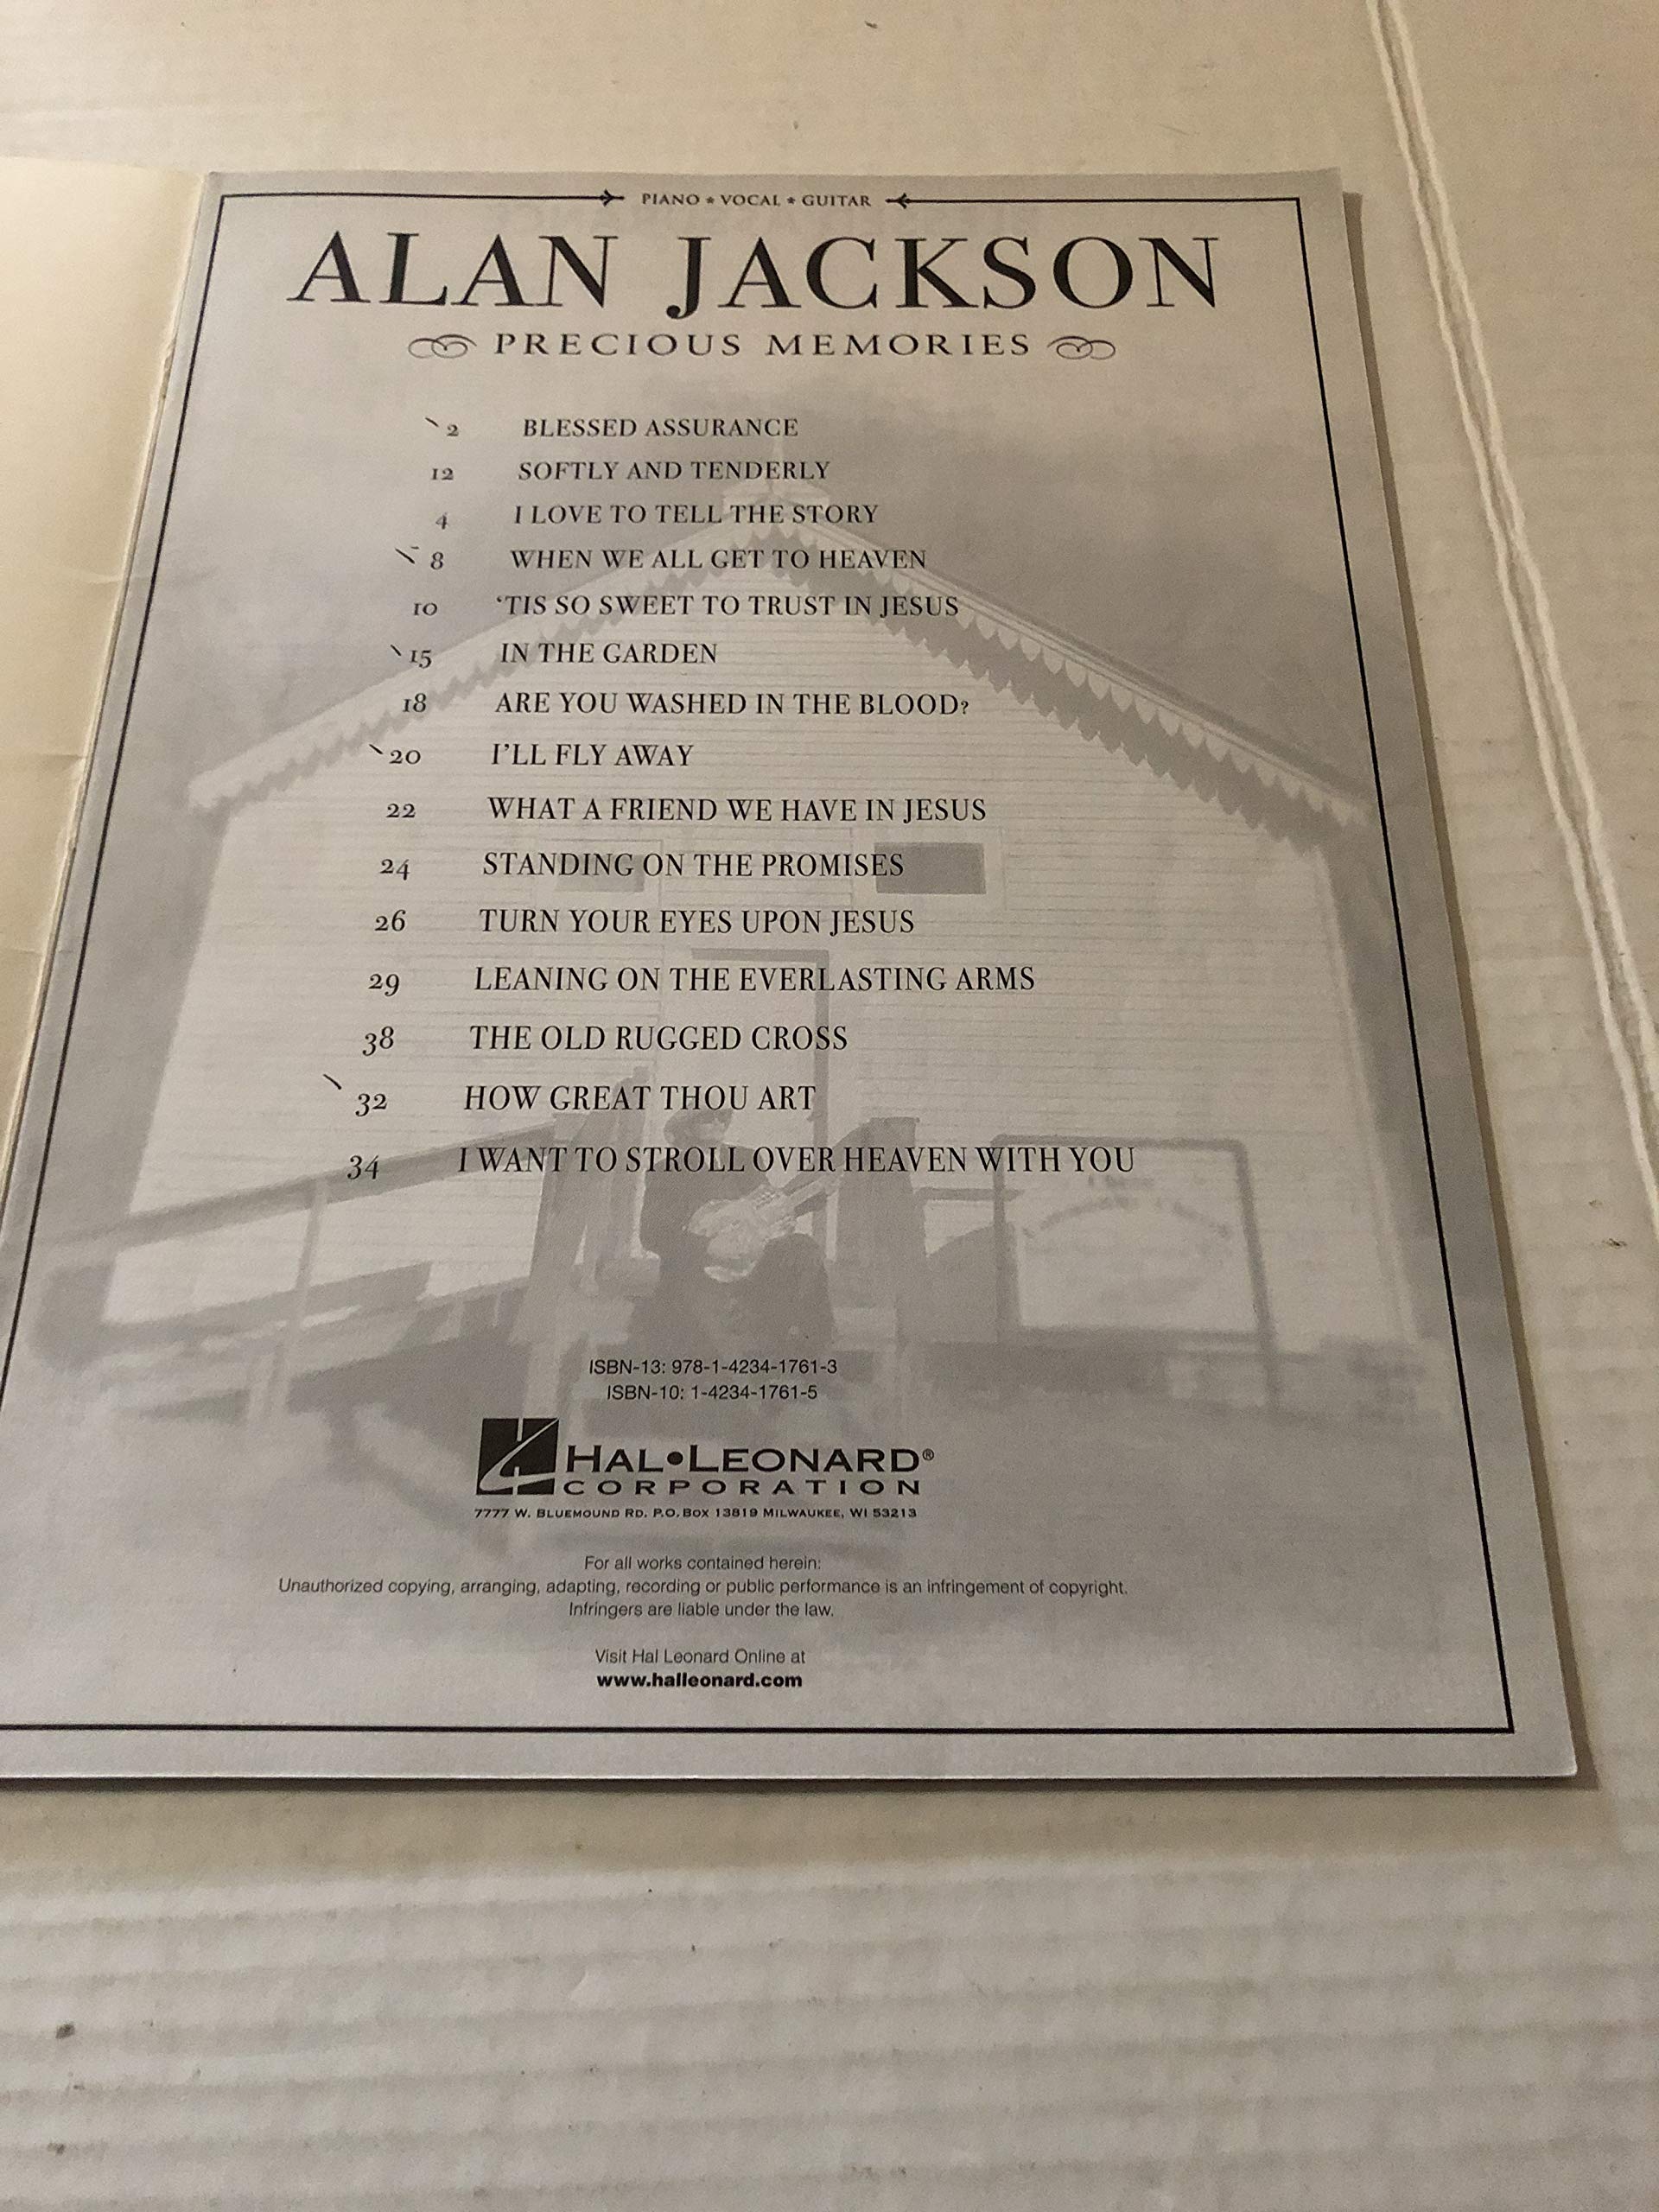 PIANO * VOCAL * GUITAR
ALAN JACKSON
PRECIOUS MEMORIES
2 BLESSED ASSURANCE
12 SOFTLY AND TENDERLY
4 I LOVE TO TELL THE STORY
8 WHEN WE ALL GET TO HEAVEN
10 ‘TIS SO SWEET TO TRUST IN JESUS
15 IN THE GARDEN
18 ARE YOU WASHED IN THE BLOOD?
20 I’LL FLY AWAY
22 WHAT A FRIEND WE HAVE IN JESUS
24 STANDING ON THE PROMISES
26 TURN YOUR EYES UPON JESUS
29 LEANING ON THE EVERLASTING ARMS
38 THE OLD RUGGED CROSS
32 HOW GREAT THOU ART
34 I WANT TO STROLL OVER HEAVEN WITH YOU
ISBN-13: 978-1-4234-1761-3
ISBN-10: 1-4234-1761-5
HAL•LEONARD®
CORPORATION
7777 W. BLUEMOUND RD. P.O. BOX 13819 MILWAUKEE, WI 53213
For all works contained herein:
Unauthorized copying, arranging, adapting, recording or public performance is an infringement of copyright.
Infringers are liable under the law.
Visit Hal Leonard Online at
www.halleonard.com